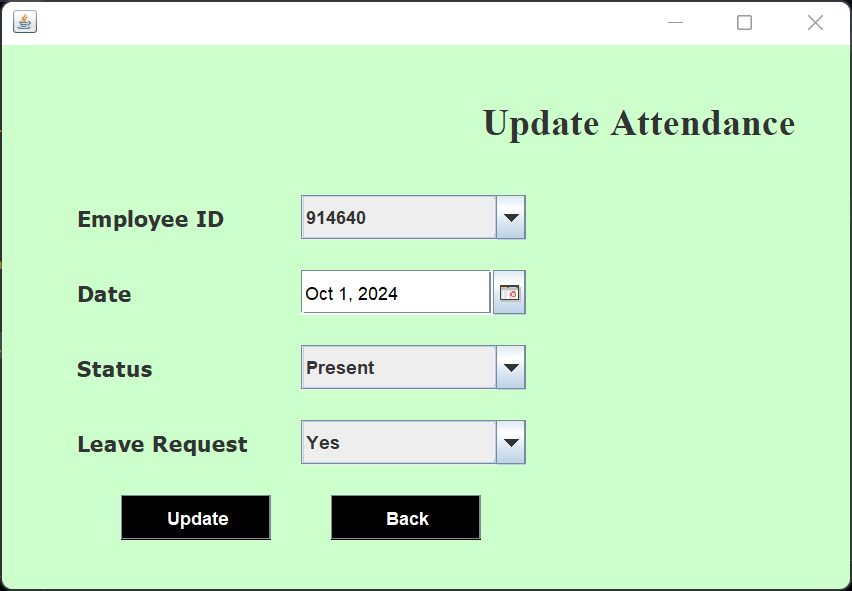 Update Attendance
Employee ID 914640
Date Oct 1, 2024
Status Present
Leave Request Yes
Update Back